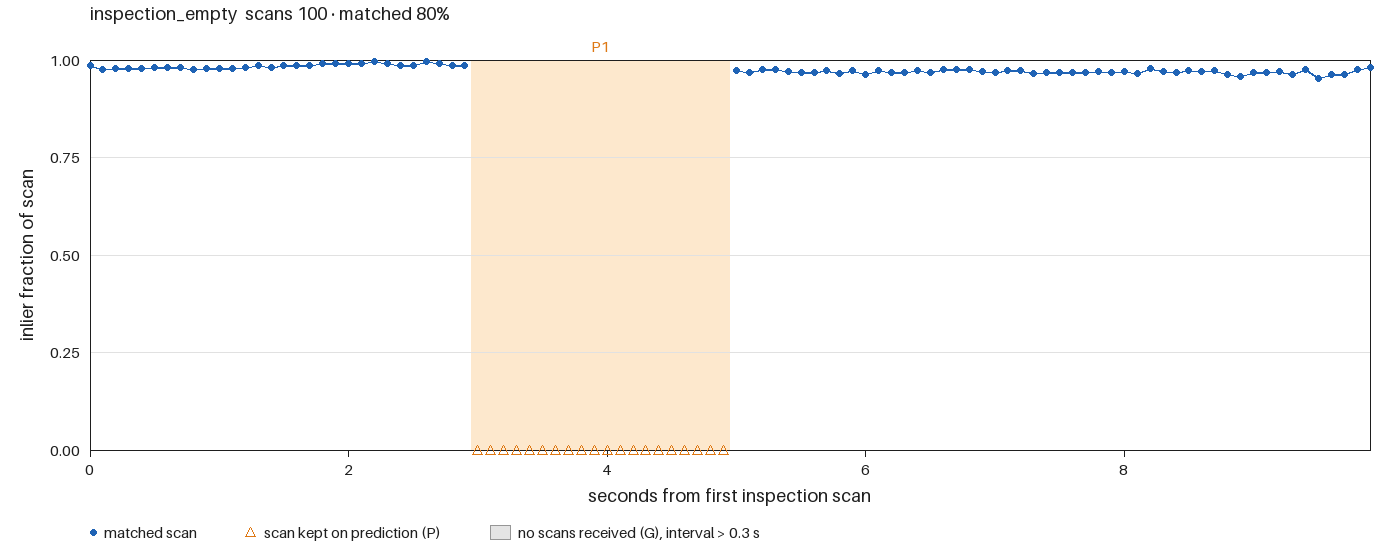 inspection_empty scans 100 · matched 80%
P1
1.00
0.75
0.50
0.25
0.00
inlier fraction of scan
0 2 4 6 8
seconds from first inspection scan
matched scan scan kept on prediction (P) no scans received (G), interval > 0.3 s